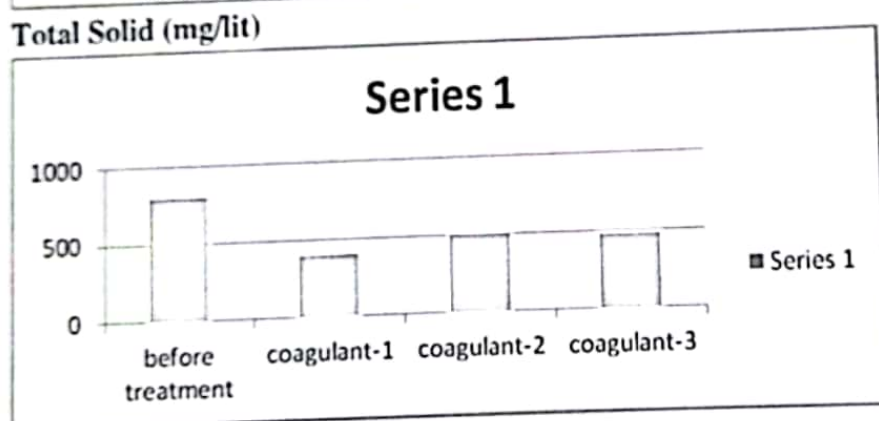 Total Solid (mg/lit)
Series 1
1000
500
0
before treatment
coagulant-1
coagulant-2
coagulant-3
Series 1